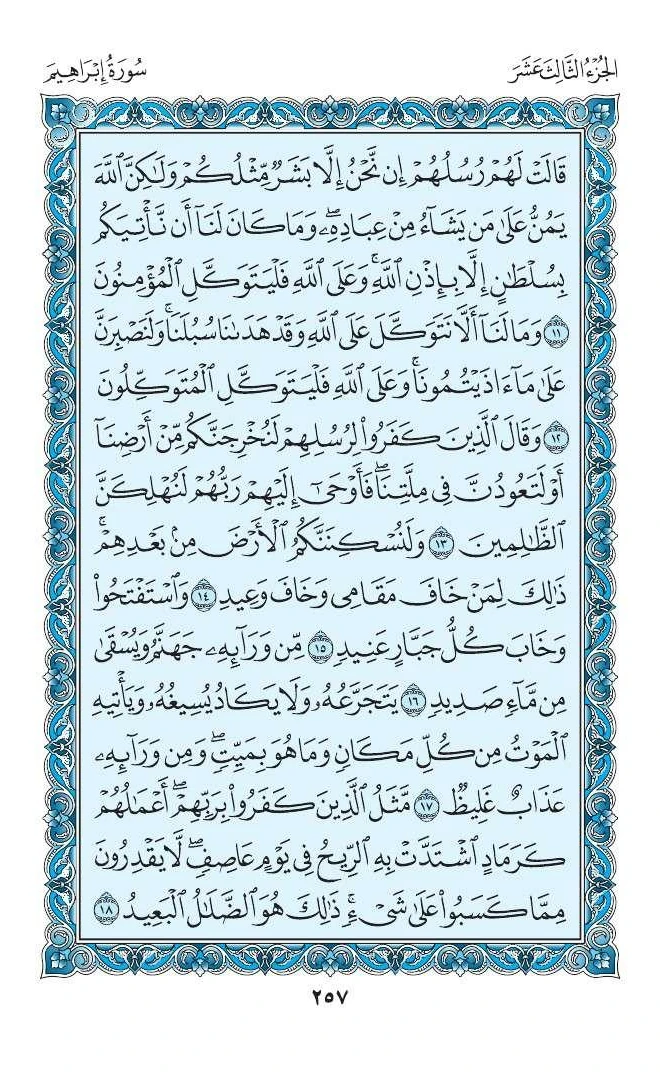 الجُزْءُ الثَّالِثَ عَشَرَ
سُورَةُ إِبْرَاهِيمَ
قَالَتۡ لَهُمۡ رُسُلُهُمۡ إِن نَّحۡنُ إِلَّا بَشَرٞ مِّثۡلُكُمۡ وَلَٰكِنَّ ٱللَّهَ
يَمُنُّ عَلَىٰ مَن يَشَآءُ مِنۡ عِبَادِهِۦۖ وَمَا كَانَ لَنَآ أَن نَّأۡتِيَكُم
بِسُلۡطَٰنٍ إِلَّا بِإِذۡنِ ٱللَّهِۚ وَعَلَى ٱللَّهِ فَلۡيَتَوَكَّلِ ٱلۡمُؤۡمِنُونَ
١١ وَمَا لَنَآ أَلَّا نَتَوَكَّلَ عَلَى ٱللَّهِ وَقَدۡ هَدَىٰنَا سُبُلَنَاۚ وَلَنَصۡبِرَنَّ
عَلَىٰ مَآ ءَاذَيۡتُمُونَاۚ وَعَلَى ٱللَّهِ فَلۡيَتَوَكَّلِ ٱلۡمُتَوَكِّلُونَ
١٢ وَقَالَ ٱلَّذِينَ كَفَرُواْ لِرُسُلِهِمۡ لَنُخۡرِجَنَّكُم مِّنۡ أَرۡضِنَآ
أَوۡ لَتَعُودُنَّ فِي مِلَّتِنَاۖ فَأَوۡحَىٰٓ إِلَيۡهِمۡ رَبُّهُمۡ لَنُهۡلِكَنَّ
ٱلظَّٰلِمِينَ ١٣ وَلَنُسۡكِنَنَّكُمُ ٱلۡأَرۡضَ مِنۢ بَعۡدِهِمۡۚ
ذَٰلِكَ لِمَنۡ خَافَ مَقَامِي وَخَافَ وَعِيدِ ١٤ وَٱسۡتَفۡتَحُواْ
وَخَابَ كُلُّ جَبَّارٍ عَنِيدٖ ١٥ مِّن وَرَآئِهِۦ جَهَنَّمُ وَيُسۡقَىٰ
مِن مَّآءٖ صَدِيدٖ ١٦ يَتَجَرَّعُهُۥ وَلَا يَكَادُ يُسِيغُهُۥ وَيَأۡتِيهِ
ٱلۡمَوۡتُ مِن كُلِّ مَكَانٖ وَمَا هُوَ بِمَيِّتٖۖ وَمِن وَرَآئِهِۦ
عَذَابٌ غَلِيظٞ ١٧ مَّثَلُ ٱلَّذِينَ كَفَرُواْ بِرَبِّهِمۡۖ أَعۡمَٰلُهُمۡ
كَرَمَادٍ ٱشۡتَدَّتۡ بِهِ ٱلرِّيحُ فِي يَوۡمٍ عَاصِفٖۖ لَّا يَقۡدِرُونَ
مِمَّا كَسَبُواْ عَلَىٰ شَيۡءٖۚ ذَٰلِكَ هُوَ ٱلضَّلَٰلُ ٱلۡبَعِيدُ ١٨
٢٥٧